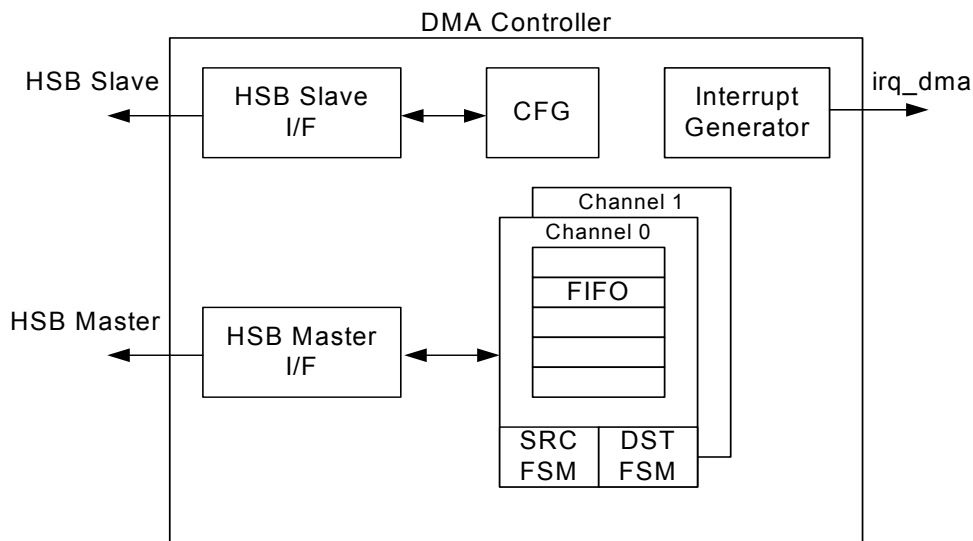 DMA Controller
HSB Slave
HSB Slave
I/F
CFG
Interrupt
Generator
irq_dma
Channel 1
Channel 0
FIFO
HSB Master
HSB Master
I/F
SRC
FSM
DST
FSM